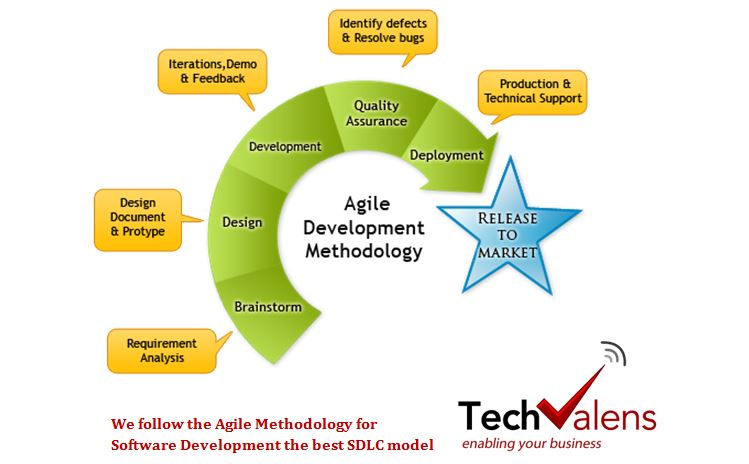 Identify defects
& Resolve bugs
Iterations,Demo
& Feedback
Production &
Technical Support
Quality
Assurance
Development
Deployment
Design
Document
& Protype
Design
Agile
Development
Methodology
RELEASE
TO
MARKET
Brainstorm
Requirement
Analysis
We follow the Agile Methodology for
Software Development the best SDLC model
TechValens
enabling your business